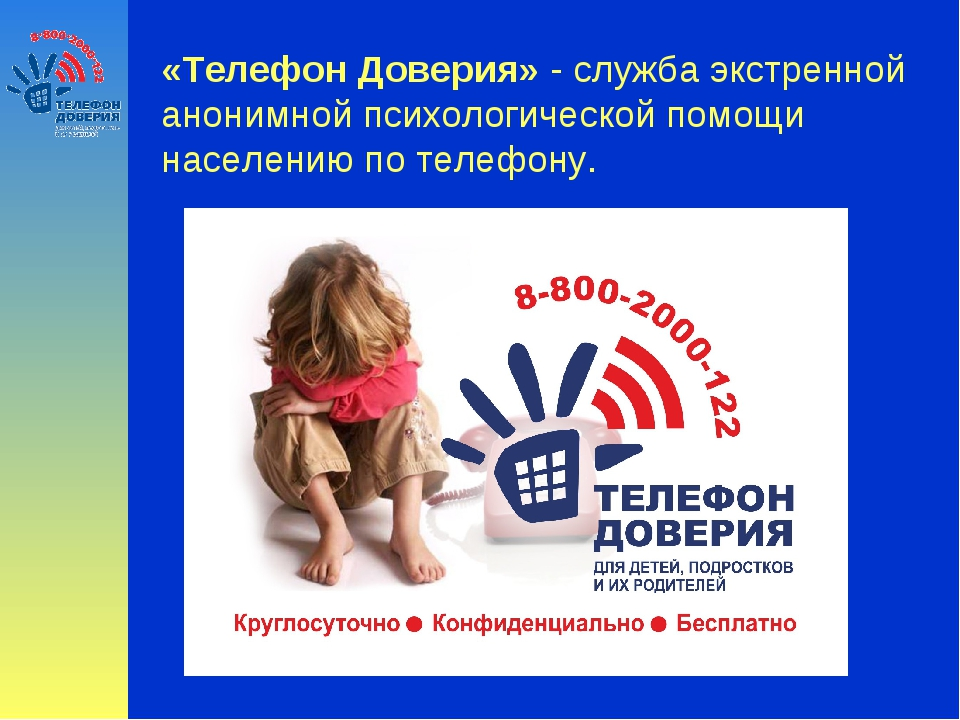 8-800-2000-122
ТЕЛЕФОН
ДОВЕРИЯ
«Телефон Доверия» - служба экстренной
анонимной психологической помощи
населению по телефону.
8-800-2000-122
ТЕЛЕФОН
ДОВЕРИЯ
ДЛЯ ДЕТЕЙ, ПОДРОСТКОВ
И ИХ РОДИТЕЛЕЙ
Круглосуточно ● Конфиденциально ● Бесплатно